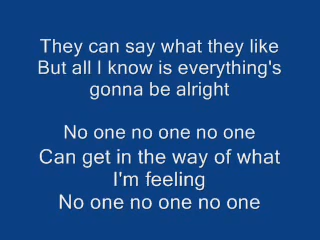 They can say what they like
But all I know is everything's
gonna be alright
No one no one no one
Can get in the way of what
I'm feeling
No one no one no one